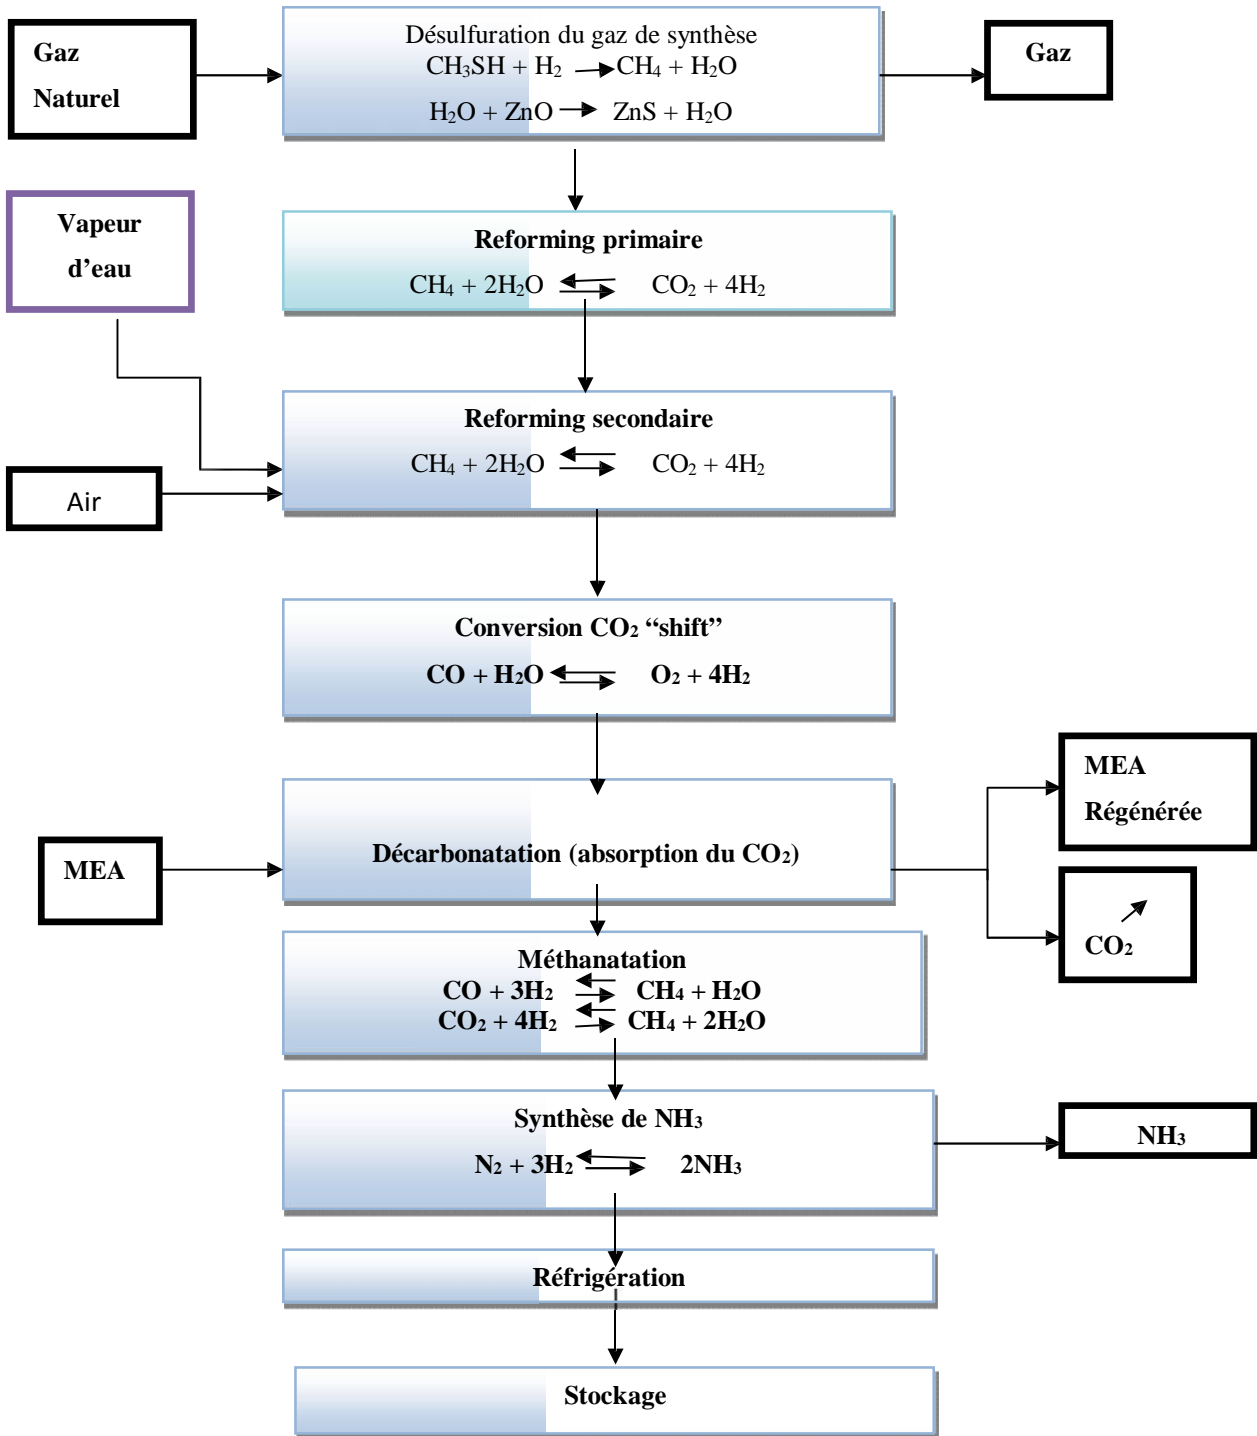 Gaz
Naturel
Désulfuration du gaz de synthèse
CH₃SH + H₂ → CH₄ + H₂O
H₂O + ZnO → ZnS + H₂O
Gaz
Vapeur
d’eau
Reforming primaire
CH₄ + 2H₂O ⇄ CO₂ + 4H₂
Reforming secondaire
CH₄ + 2H₂O ⇄ CO₂ + 4H₂
Air
Conversion CO₂ “shift”
CO + H₂O ⇄ O₂ + 4H₂
MEA
Décarbonatation (absorption du CO₂)
MEA
Régénérée
CO₂ ↗
Méthanatation
CO + 3H₂ ⇄ CH₄ + H₂O
CO₂ + 4H₂ ⇄ CH₄ + 2H₂O
Synthèse de NH₃
N₂ + 3H₂ ⇄ 2NH₃
NH₃
Réfrigération
Stockage